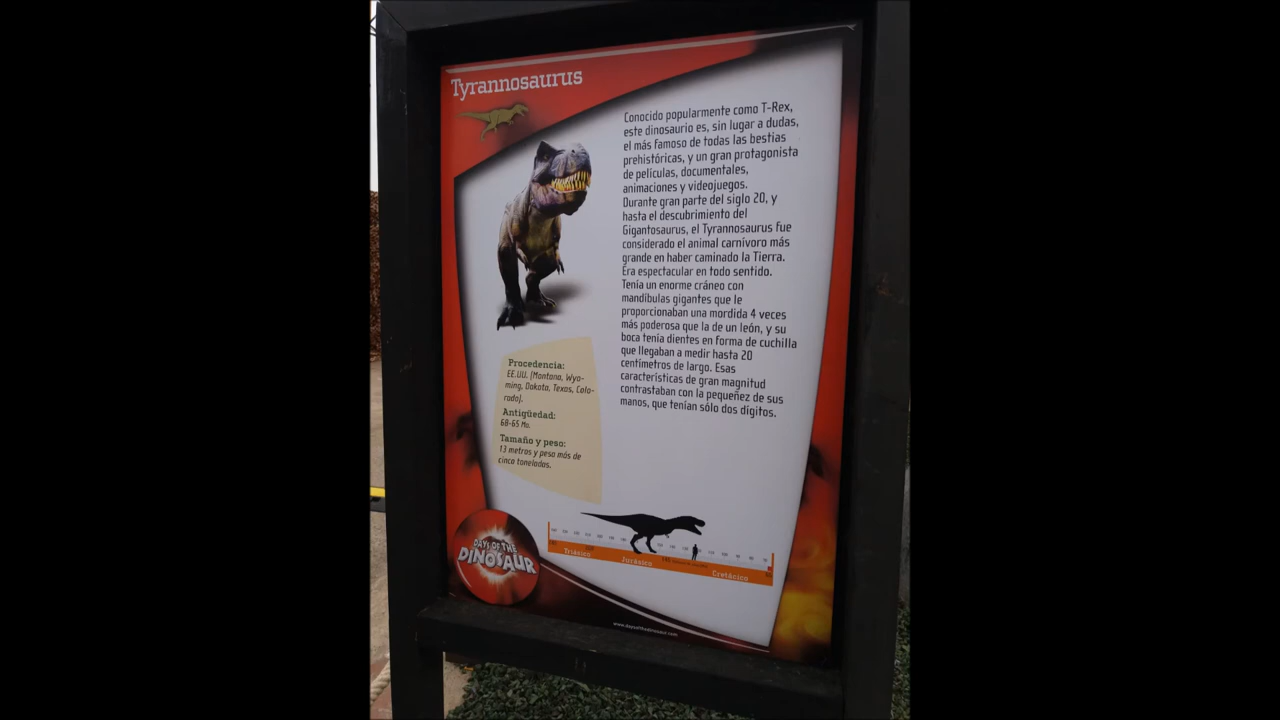 Tyrannosaurus
Conocido popularmente como T-Rex,
este dinosaurio es, sin lugar a dudas,
el más famoso de todas las bestias
prehistóricas, y un gran protagonista
de películas, documentales,
animaciones y videojuegos.
Durante gran parte del siglo 20, y
hasta el descubrimiento del
Gigantosaurus, el Tyrannosaurus fue
considerado el animal carnívoro más
grande en haber caminado la Tierra.
Era espectacular en todo sentido.
Tenía un enorme cráneo con
mandíbulas gigantes que le
proporcionaban una mordida 4 veces
más poderosa que la de un león, y su
boca tenía dientes en forma de cuchilla
que llegaban a medir hasta 20
centímetros de largo. Esas
características de gran magnitud
contrastaban con la pequeñez de sus
manos, que tenían sólo dos dígitos.
Procedencia:
EE.UU. (Montana, Wyo-
ming, Dakota, Texas, Colo-
rado).
Antigüedad:
68-65 Ma.
Tamaño y peso:
13 metros y peso más de
cinco toneladas.
DAYS OF THE
DINOSAUR
Triásico
Jurásico
Cretácico
www.daysofthedinosaur.com